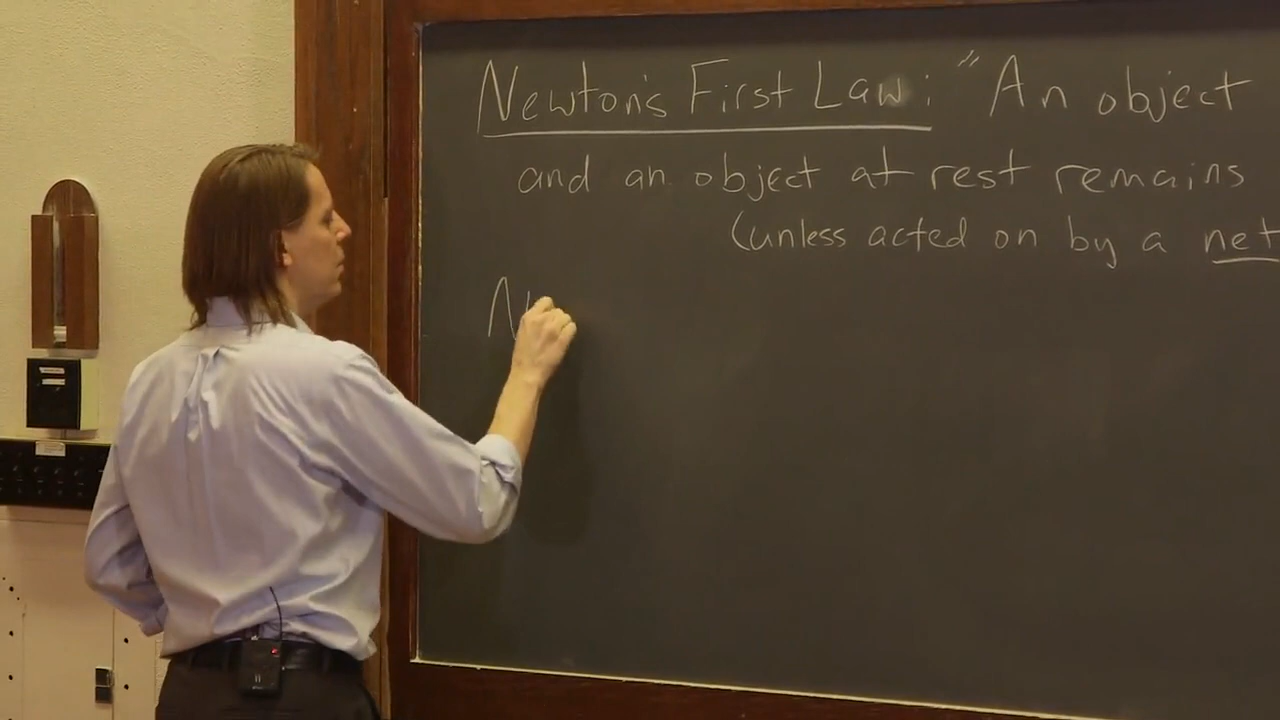 Newton's First Law: "An object
and an object at rest remains
(unless acted on by a net
N